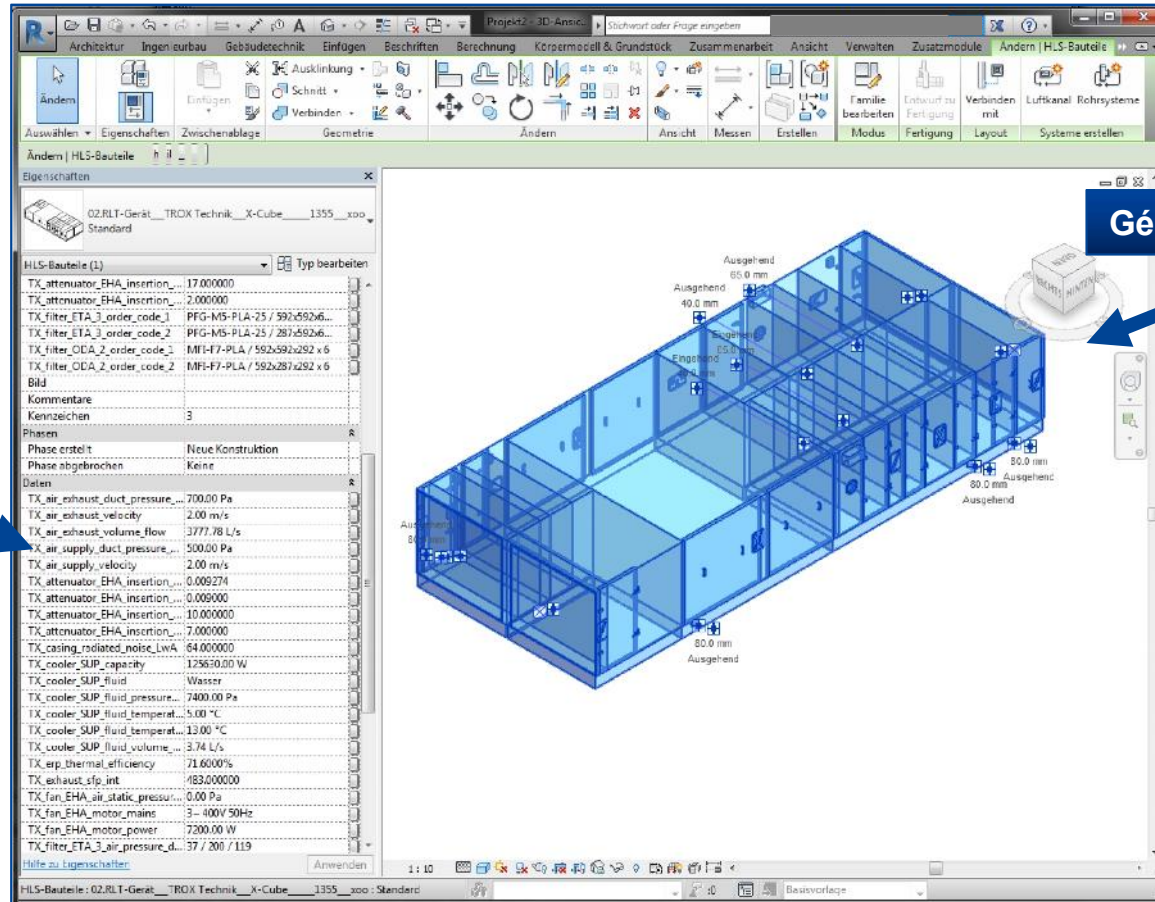 Projekt2 - 3D-Ansic... Stichwort oder Frage eingeben
Architektur Ingenieurbau Gebäudetechnik Einfügen Beschriften Berechnung Körpermodell & Grundstück Zusammenarbeit Ansicht Verwalten Zusatzmodule Ändern | HLS-Bauteile
Ausklinkung
Schnitt
Verbinden
Ändern Einfügen Familie bearbeiten Entwurf zu Fertigung Verbinden mit Luftkanal Rohrsysteme
Auswählen Eigenschaften Zwischenablage Geometrie Ändern Ansicht Messen Erstellen Modus Fertigung Layout Systeme erstellen
Ändern | HLS-Bauteile
Eigenschaften
02.RLT-Gerät__TROX Technik__X-Cube____1355__xoo
Standard
HLS-Bauteile (1) Typ bearbeiten
TX_attenuator_EHA_insertion_... 17.000000
TX_attenuator_EHA_insertion_... 2.000000
TX_filter_ETA_3_order_code_1 PFG-M5-PLA-25 / 592x592x6...
TX_filter_ETA_3_order_code_2 PFG-M5-PLA-25 / 287x592x6...
TX_filter_ODA_2_order_code_1 MFI-F7-PLA / 592x592x292 x 6
TX_filter_ODA_2_order_code_2 MFI-F7-PLA / 592x287x292 x 6
Bild
Kommentare
Kennzeichen 3
Phasen
Phase erstellt Neue Konstruktion
Phase abgebrochen Keine
Daten
TX_air_exhaust_duct_pressure_... 700.00 Pa
TX_air_exhaust_velocity 2.00 m/s
TX_air_exhaust_volume_flow 3777.78 L/s
TX_air_supply_duct_pressure_... 500.00 Pa
TX_air_supply_velocity 2.00 m/s
TX_attenuator_EHA_insertion_... 0.009274
TX_attenuator_EHA_insertion_... 0.009000
TX_attenuator_EHA_insertion_... 10.000000
TX_attenuator_EHA_insertion_... 7.000000
TX_casing_radiated_noise_LwA 64.000000
TX_cooler_SUP_capacity 125630.00 W
TX_cooler_SUP_fluid Wasser
TX_cooler_SUP_fluid_pressure... 7400.00 Pa
TX_cooler_SUP_fluid_temperat... 5.00 °C
TX_cooler_SUP_fluid_temperat... 13.00 °C
TX_cooler_SUP_fluid_volume_... 3.74 L/s
TX_erp_thermal_efficiency 71.6000%
TX_exhaust_sfp_int 483.000000
TX_fan_EHA_air_static_pressur... 0.00 Pa
TX_fan_EHA_motor_mains 3~ 400V 50Hz
TX_fan_EHA_motor_power 7200.00 W
TX_filter_ETA_3_air_pressure_d... 37 / 200 / 119
Hilfe zu Eigenschaften Anwenden
Gé
HINTEN
Ausgehend
65.0 mm
Ausgehend
40.0 mm
Eingehend
Eingehend
80.0 mm
Ausgehend
80.0 mm
Ausgehend
80.0 mm
Ausgehend
1 : 10
HLS-Bauteile : 02.RLT-Gerät__TROX Technik__X-Cube____1355__xoo : Standard :0 Basisvorlage